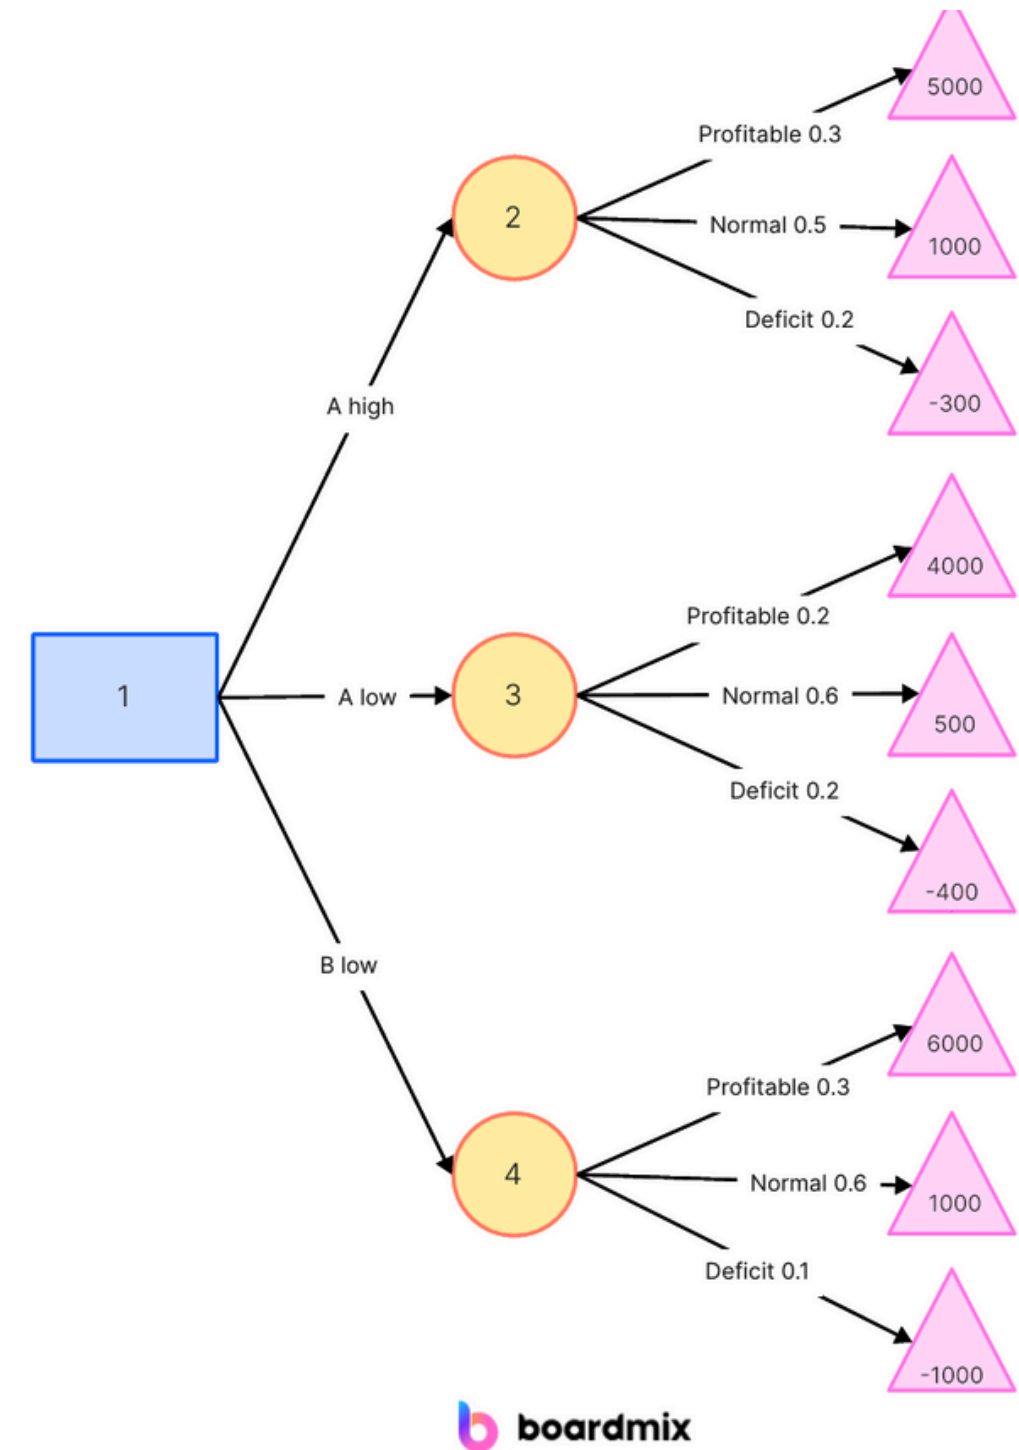 5000
Profitable 0.3
2
Normal 0.5
1000
Deficit 0.2
-300
A high
4000
Profitable 0.2
1
A low
3
Normal 0.6
500
Deficit 0.2
-400
B low
6000
Profitable 0.3
4
Normal 0.6
1000
Deficit 0.1
-1000
boardmix